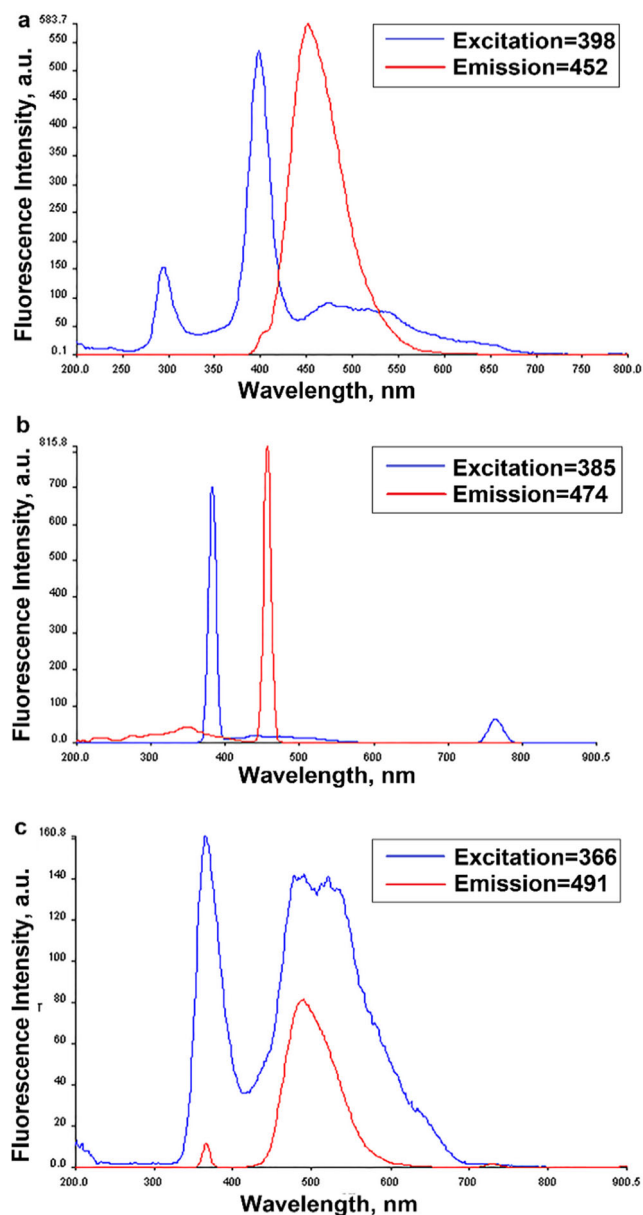 a
583.7
550
500
450
400
350
300
250
200
150
100
50
0.1
Fluorescence Intensity, a.u.
Excitation=398
Emission=452
200.0 250 300 350 400 450 500 550 600 650 700 750 800.0
Wavelength, nm
b
815.8
700
600
500
400
300
200
100
0.0
Fluorescence Intensity, a.u.
Excitation=385
Emission=474
200.0 300 400 500 600 700 800 900.5
Wavelength, nm
c
160.8
140
120
100
80
T
60
40
20
0.0
Fluorescence Intensity, a.u.
Excitation=366
Emission=491
200.0 300 400 500 600 700 800 900.5
Wavelength, nm